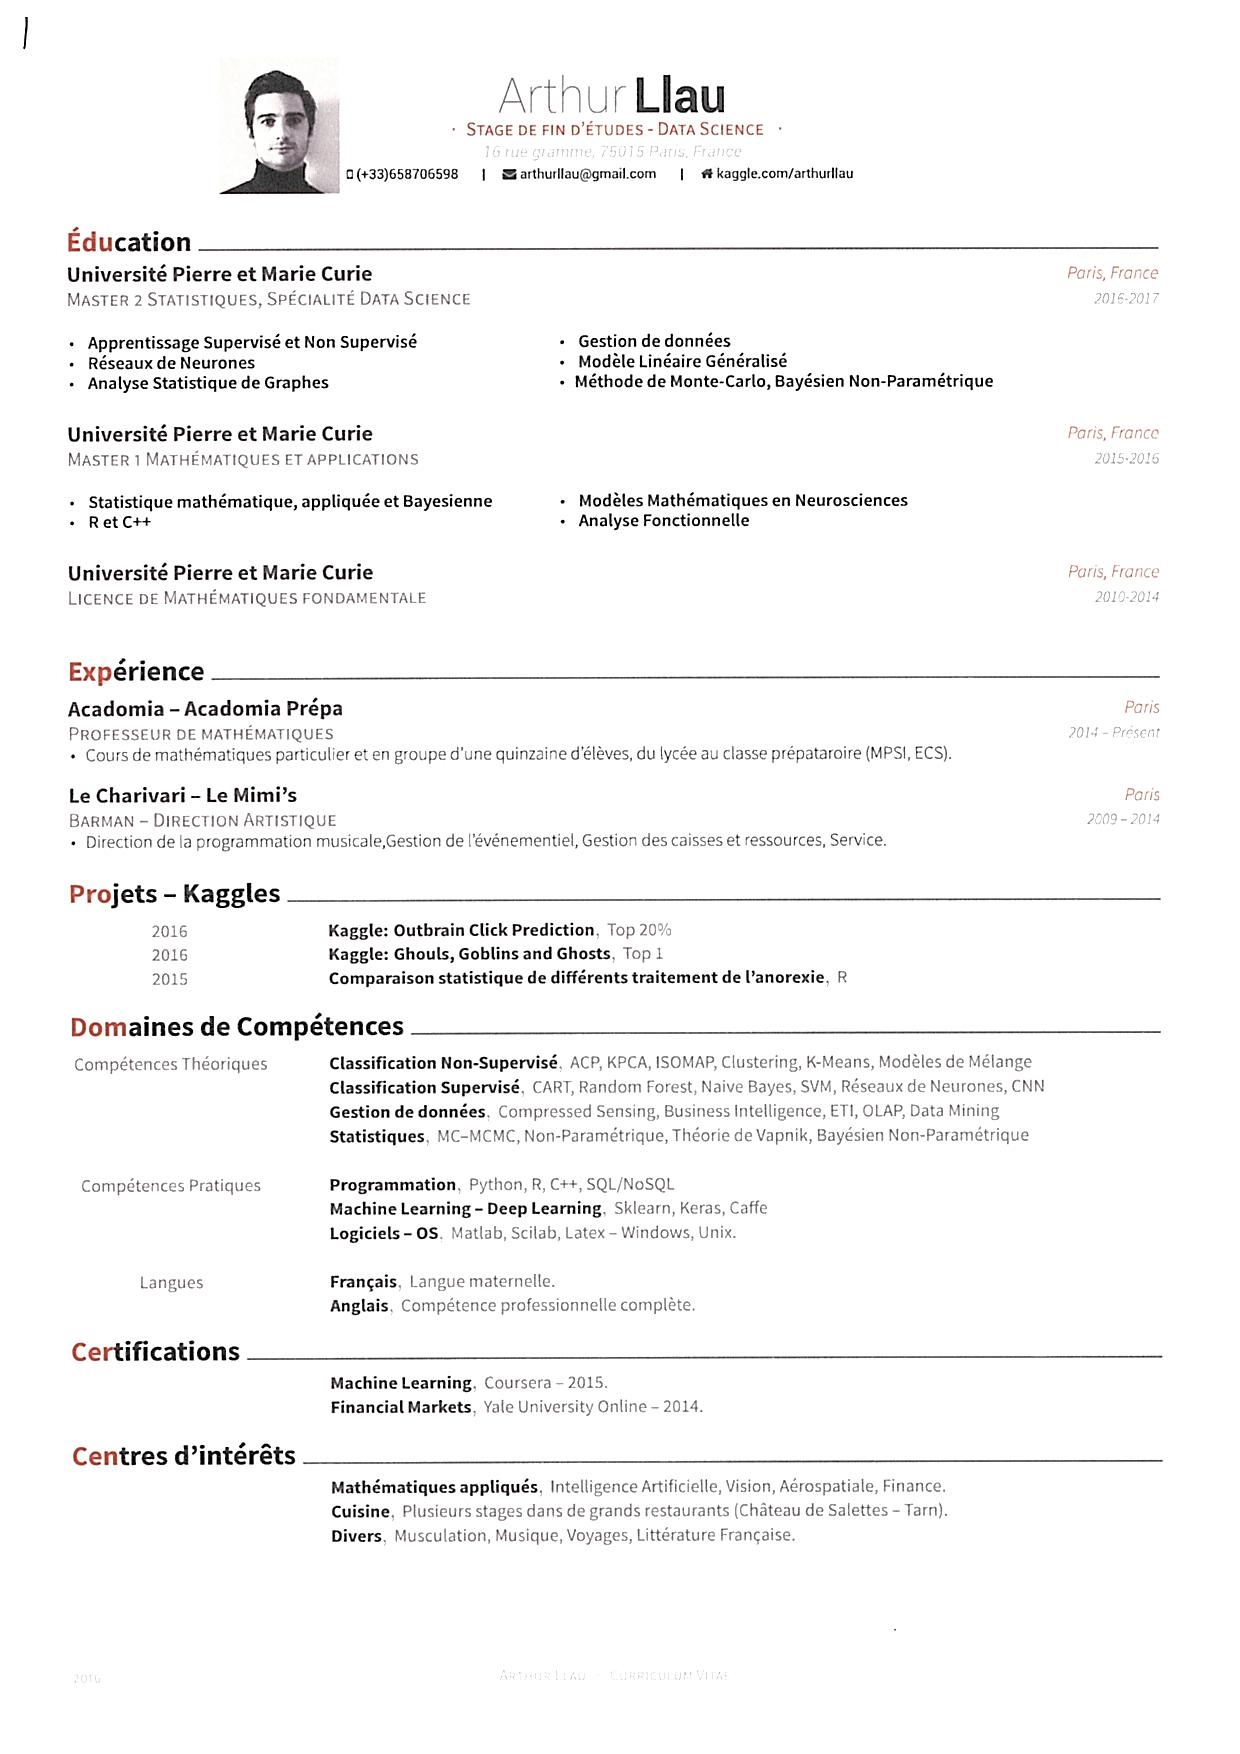 Arthur Llau
· STAGE DE FIN D'ÉTUDES - DATA SCIENCE ·
16 rue gramme, 75015 Paris, France
(+33)658706598 | arthurllau@gmail.com | kaggle.com/arthurllau
Éducation
Université Pierre et Marie Curie Paris, France
MASTER 2 STATISTIQUES, SPÉCIALITÉ DATA SCIENCE 2016-2017
• Apprentissage Supervisé et Non Supervisé • Gestion de données
• Réseaux de Neurones • Modèle Linéaire Généralisé
• Analyse Statistique de Graphes • Méthode de Monte-Carlo, Bayésien Non-Paramétrique
Université Pierre et Marie Curie Paris, France
MASTER 1 MATHÉMATIQUES ET APPLICATIONS 2015-2016
• Statistique mathématique, appliquée et Bayesienne • Modèles Mathématiques en Neurosciences
• R et C++ • Analyse Fonctionnelle
Université Pierre et Marie Curie Paris, France
LICENCE DE MATHÉMATIQUES FONDAMENTALE 2010-2014
Expérience
Acadomia – Acadomia Prépa Paris
PROFESSEUR DE MATHÉMATIQUES 2014 – Présent
• Cours de mathématiques particulier et en groupe d'une quinzaine d'élèves, du lycée au classe prépataroire (MPSI, ECS).
Le Charivari – Le Mimi's Paris
BARMAN – DIRECTION ARTISTIQUE 2009 – 2014
• Direction de la programmation musicale,Gestion de l'événementiel, Gestion des caisses et ressources, Service.
Projets – Kaggles
2016 Kaggle: Outbrain Click Prediction, Top 20%
2016 Kaggle: Ghouls, Goblins and Ghosts, Top 1
2015 Comparaison statistique de différents traitement de l'anorexie, R
Domaines de Compétences
Compétences Théoriques Classification Non-Supervisé, ACP, KPCA, ISOMAP, Clustering, K-Means, Modèles de Mélange
Classification Supervisé, CART, Random Forest, Naive Bayes, SVM, Réseaux de Neurones, CNN
Gestion de données, Compressed Sensing, Business Intelligence, ETI, OLAP, Data Mining
Statistiques, MC–MCMC, Non-Paramétrique, Théorie de Vapnik, Bayésien Non-Paramétrique
Compétences Pratiques Programmation, Python, R, C++, SQL/NoSQL
Machine Learning – Deep Learning, Sklearn, Keras, Caffe
Logiciels – OS, Matlab, Scilab, Latex – Windows, Unix.
Langues Français, Langue maternelle.
Anglais, Compétence professionnelle complète.
Certifications
Machine Learning, Coursera – 2015.
Financial Markets, Yale University Online – 2014.
Centres d'intérêts
Mathématiques appliqués, Intelligence Artificielle, Vision, Aérospatiale, Finance.
Cuisine, Plusieurs stages dans de grands restaurants (Château de Salettes – Tarn).
Divers, Musculation, Musique, Voyages, Littérature Française.
2016 ARTHUR LLAU · CURRICULUM VITAE